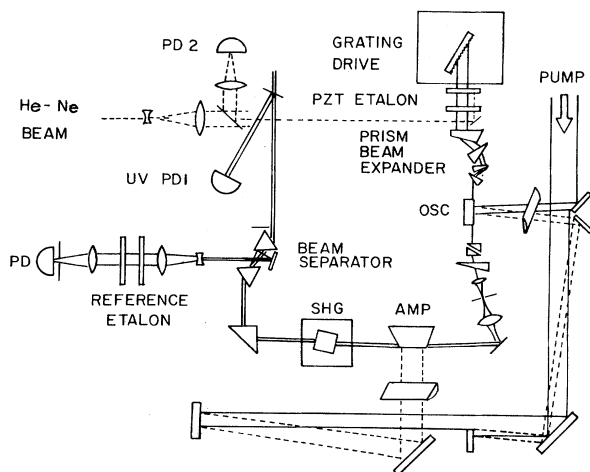 PD 2
GRATING
DRIVE
PUMP
He-Ne
BEAM
PZT ETALON
PRISM
BEAM
EXPANDER
UV PD1
OSC
PD
REFERENCE
ETALON
BEAM
SEPARATOR
SHG
AMP